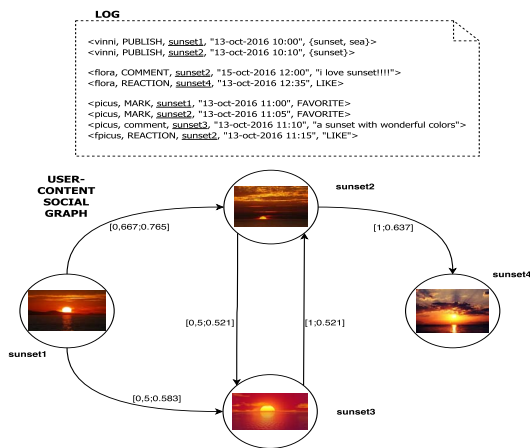 LOG
<vinni, PUBLISH, sunset1, "13-oct-2016 10:00", {sunset, sea}>
<vinni, PUBLISH, sunset2, "13-oct-2016 10:10", {sunset}>
<flora, COMMENT, sunset2, "15-oct-2016 12:00", "i love sunset!!!!">
<flora, REACTION, sunset4, "13-oct-2016 12:35", LIKE>
<picus, MARK, sunset1, "13-oct-2016 11:00", FAVORITE>
<picus, MARK, sunset2, "13-oct-2016 11:05", FAVORITE>
<picus, comment, sunset3, "13-oct-2016 11:10", "a sunset with wonderful colors">
<fpicus, REACTION, sunset2, "13-oct-2016 11:15", "LIKE">
USER-
CONTENT
SOCIAL
GRAPH
sunset2
[0,667;0.765]
[1;0.637]
sunset4
[0,5;0.521]
[1;0.521]
sunset1
[0,5;0.583]
sunset3